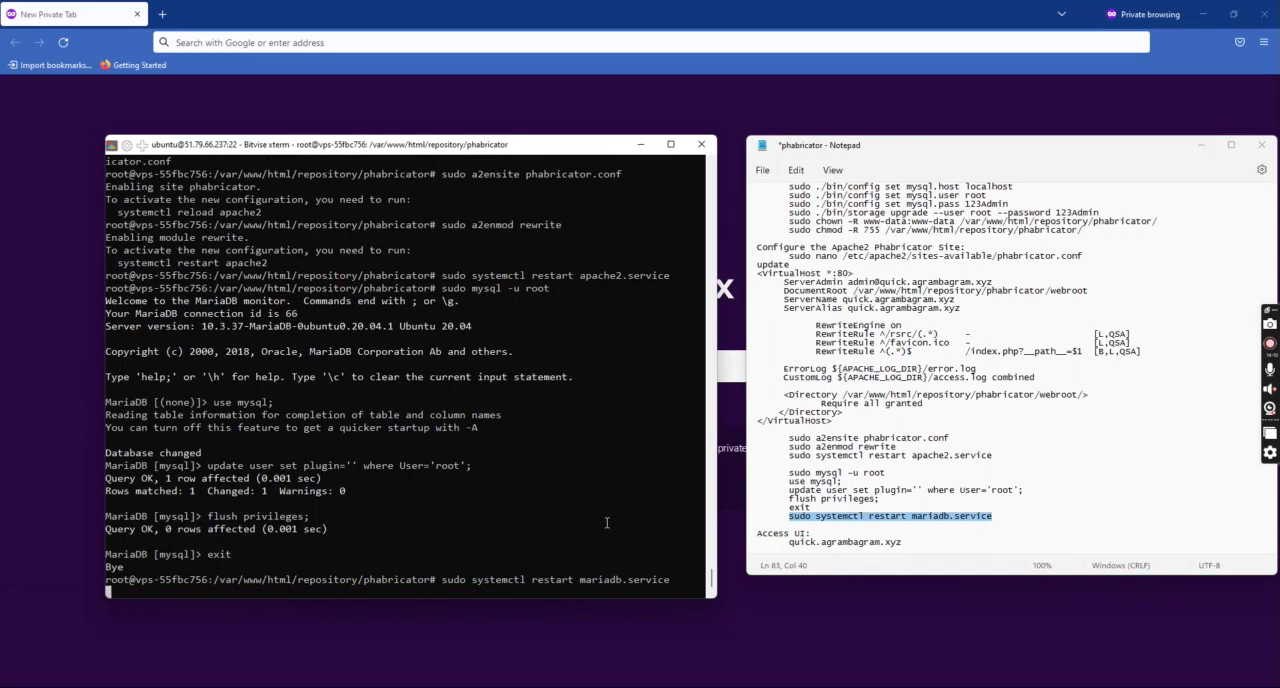 New Private Tab
Private browsing
Search with Google or enter address
Import bookmarks...
Getting Started
ubuntu@51.79.66.237:22 - Bitvise xterm - root@vps-55fbc756: /var/www/html/repository/phabricator
icator.conf
root@vps-55fbc756:/var/www/html/repository/phabricator# sudo a2ensite phabricator.conf
Enabling site phabricator.
To activate the new configuration, you need to run:
systemctl reload apache2
root@vps-55fbc756:/var/www/html/repository/phabricator# sudo a2enmod rewrite
Enabling module rewrite.
To activate the new configuration, you need to run:
systemctl restart apache2
root@vps-55fbc756:/var/www/html/repository/phabricator# sudo systemctl restart apache2.service
root@vps-55fbc756:/var/www/html/repository/phabricator# sudo mysql -u root
Welcome to the MariaDB monitor.  Commands end with ; or \g.
Your MariaDB connection id is 66
Server version: 10.3.37-MariaDB-0ubuntu0.20.04.1 Ubuntu 20.04
Copyright (c) 2000, 2018, Oracle, MariaDB Corporation Ab and others.
Type 'help;' or '\h' for help. Type '\c' to clear the current input statement.
MariaDB [(none)]> use mysql;
Reading table information for completion of table and column names
You can turn off this feature to get a quicker startup with -A
Database changed
MariaDB [mysql]> update user set plugin='' where User='root';
Query OK, 1 row affected (0.001 sec)
Rows matched: 1  Changed: 1  Warnings: 0
MariaDB [mysql]> flush privileges;
Query OK, 0 rows affected (0.001 sec)
MariaDB [mysql]> exit
Bye
root@vps-55fbc756:/var/www/html/repository/phabricator# sudo systemctl restart mariadb.service
x
private
*phabricator - Notepad
File Edit View
sudo ./bin/config set mysql.host localhost
sudo ./bin/config set mysql.user root
sudo ./bin/config set mysql.pass 123Admin
sudo ./bin/storage upgrade --user root --password 123Admin
sudo chown -R www-data:www-data /var/www/html/repository/phabricator/
sudo chmod -R 755 /var/www/html/repository/phabricator/
Configure the Apache2 Phabricator Site:
sudo nano /etc/apache2/sites-available/phabricator.conf
update
<VirtualHost *:80>
ServerAdmin admin@quick.agrambagram.xyz
DocumentRoot /var/www/html/repository/phabricator/webroot
ServerName quick.agrambagram.xyz
ServerAlias quick.agrambagram.xyz
RewriteEngine on
RewriteRule ^/rsrc/(.*) - [L,QSA]
RewriteRule ^/favicon.ico - [L,QSA]
RewriteRule ^(.*)$ /index.php?__path__=$1 [B,L,QSA]
ErrorLog ${APACHE_LOG_DIR}/error.log
CustomLog ${APACHE_LOG_DIR}/access.log combined
<Directory /var/www/html/repository/phabricator/webroot/>
Require all granted
</Directory>
</VirtualHost>
sudo a2ensite phabricator.conf
sudo a2enmod rewrite
sudo systemctl restart apache2.service
sudo mysql -u root
use mysql;
update user set plugin='' where User='root';
flush privileges;
exit
sudo systemctl restart mariadb.service
Access UI:
quick.agrambagram.xyz
Ln 83, Col 40
100%
Windows (CRLF)
UTF-8